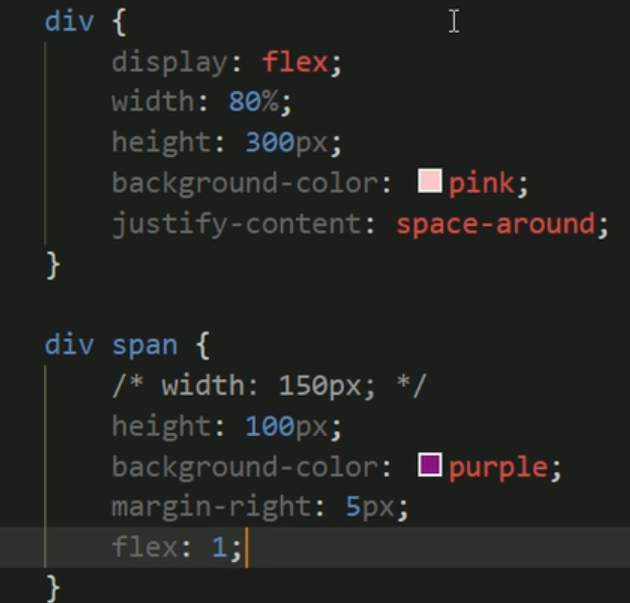 div {
    display: flex;
    width: 80%;
    height: 300px;
    background-color: pink;
    justify-content: space-around;
}
div span {
    /* width: 150px; */
    height: 100px;
    background-color: purple;
    margin-right: 5px;
    flex: 1;
}